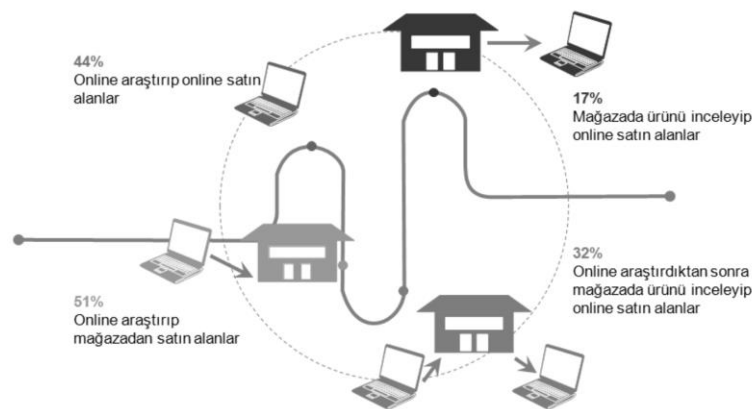 44%
Online araştırıp online satın
alanlar
17%
Mağazada ürünü inceleyip
online satın alanlar
51%
Online araştırıp
mağazadan satın alanlar
32%
Online araştırdıktan sonra
mağazada ürünü inceleyip
online satın alanlar